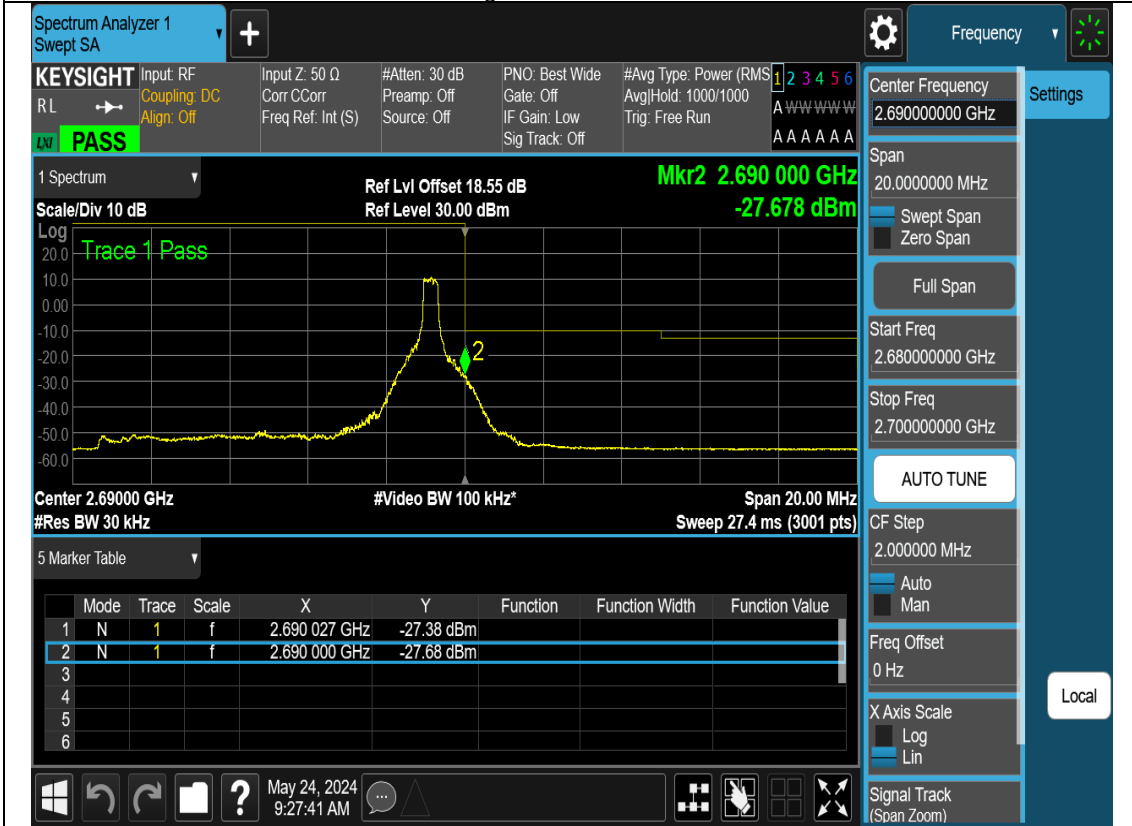 Spectrum Analyzer 1
Swept SA
+
Frequency
KEYSIGHT
RL
LXI
PASS
Input: RF
Coupling: DC
Align: Off
Input Z: 50 Ω
Corr CCorr
Freq Ref: Int (S)
#Atten: 30 dB
Preamp: Off
Source: Off
PNO: Best Wide
Gate: Off
IF Gain: Low
Sig Track: Off
#Avg Type: Power (RMS
Avg|Hold: 1000/1000
Trig: Free Run
1 2 3 4 5 6
A W W W W W
A A A A A A
1 Spectrum
Scale/Div 10 dB
Ref Lvl Offset 18.55 dB
Ref Level 30.00 dBm
Mkr2 2.690 000 GHz
-27.678 dBm
Log
Trace 1 Pass
20.0
10.0
0.00
-10.0
-20.0
-30.0
-40.0
-50.0
-60.0
2
Center 2.69000 GHz
#Video BW 100 kHz*
Span 20.00 MHz
#Res BW 30 kHz
Sweep 27.4 ms (3001 pts)
5 Marker Table
Mode Trace Scale X Y Function Function Width Function Value
1 N 1 f 2.690 027 GHz -27.38 dBm
2 N 1 f 2.690 000 GHz -27.68 dBm
3
4
5
6
?
May 24, 2024
9:27:41 AM
Settings
Center Frequency
2.690000000 GHz
Span
20.0000000 MHz
Swept Span
Zero Span
Full Span
Start Freq
2.680000000 GHz
Stop Freq
2.700000000 GHz
AUTO TUNE
CF Step
2.000000 MHz
Auto
Man
Freq Offset
0 Hz
X Axis Scale
Log
Lin
Signal Track
(Span Zoom)
Local